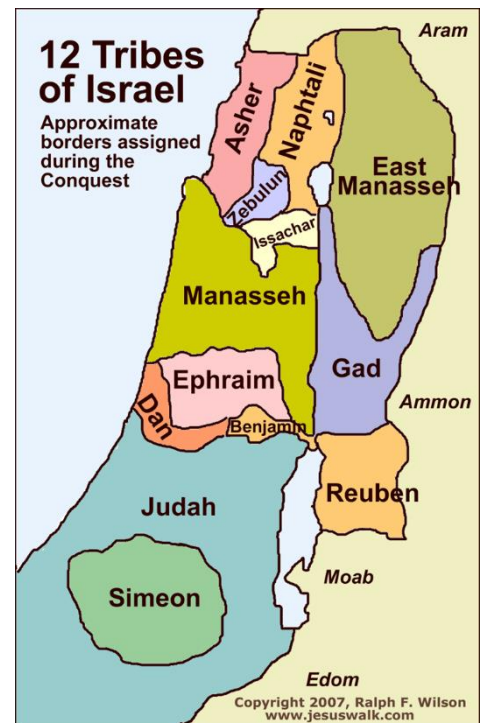 12 Tribes
of Israel
Approximate
borders assigned
during the
Conquest
Aram
Asher
Naphtali
East
Manasseh
Zebulun
Issachar
Manasseh
Gad
Ephraim
Dan
Benjamin
Ammon
Reuben
Judah
Moab
Simeon
Edom
Copyright 2007, Ralph F. Wilson
www.jesuswalk.com